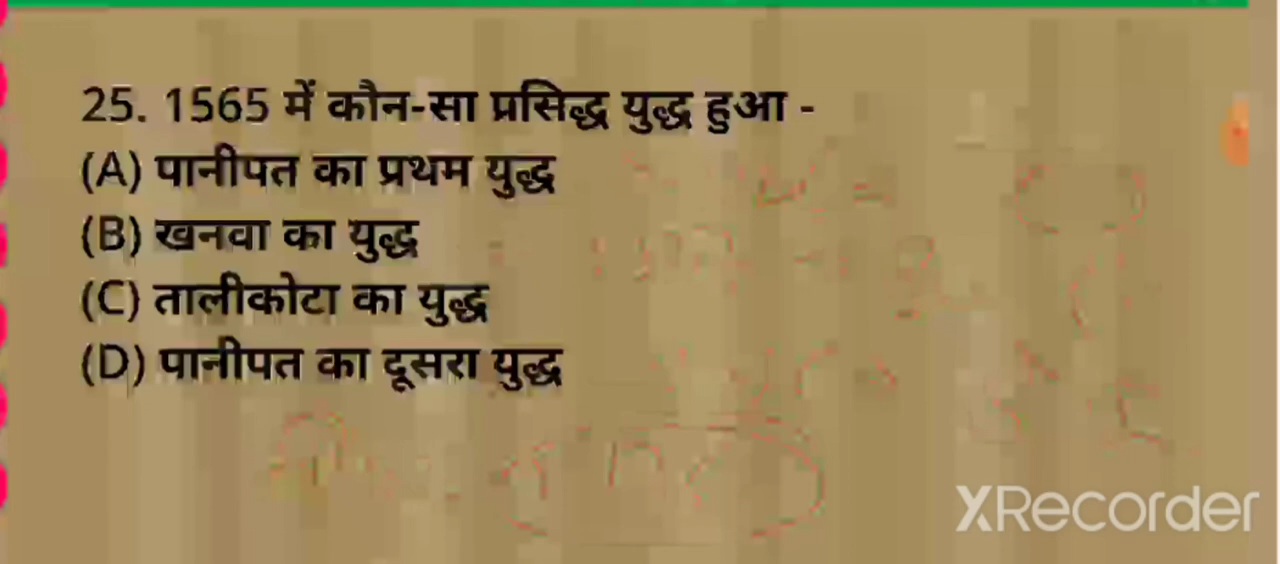 25. 1565 में कौन-सा प्रसिद्ध युद्ध हुआ -
(A) पानीपत का प्रथम युद्ध
(B) खनवा का युद्ध
(C) तालीकोटा का युद्ध
(D) पानीपत का दूसरा युद्ध
XRecorder